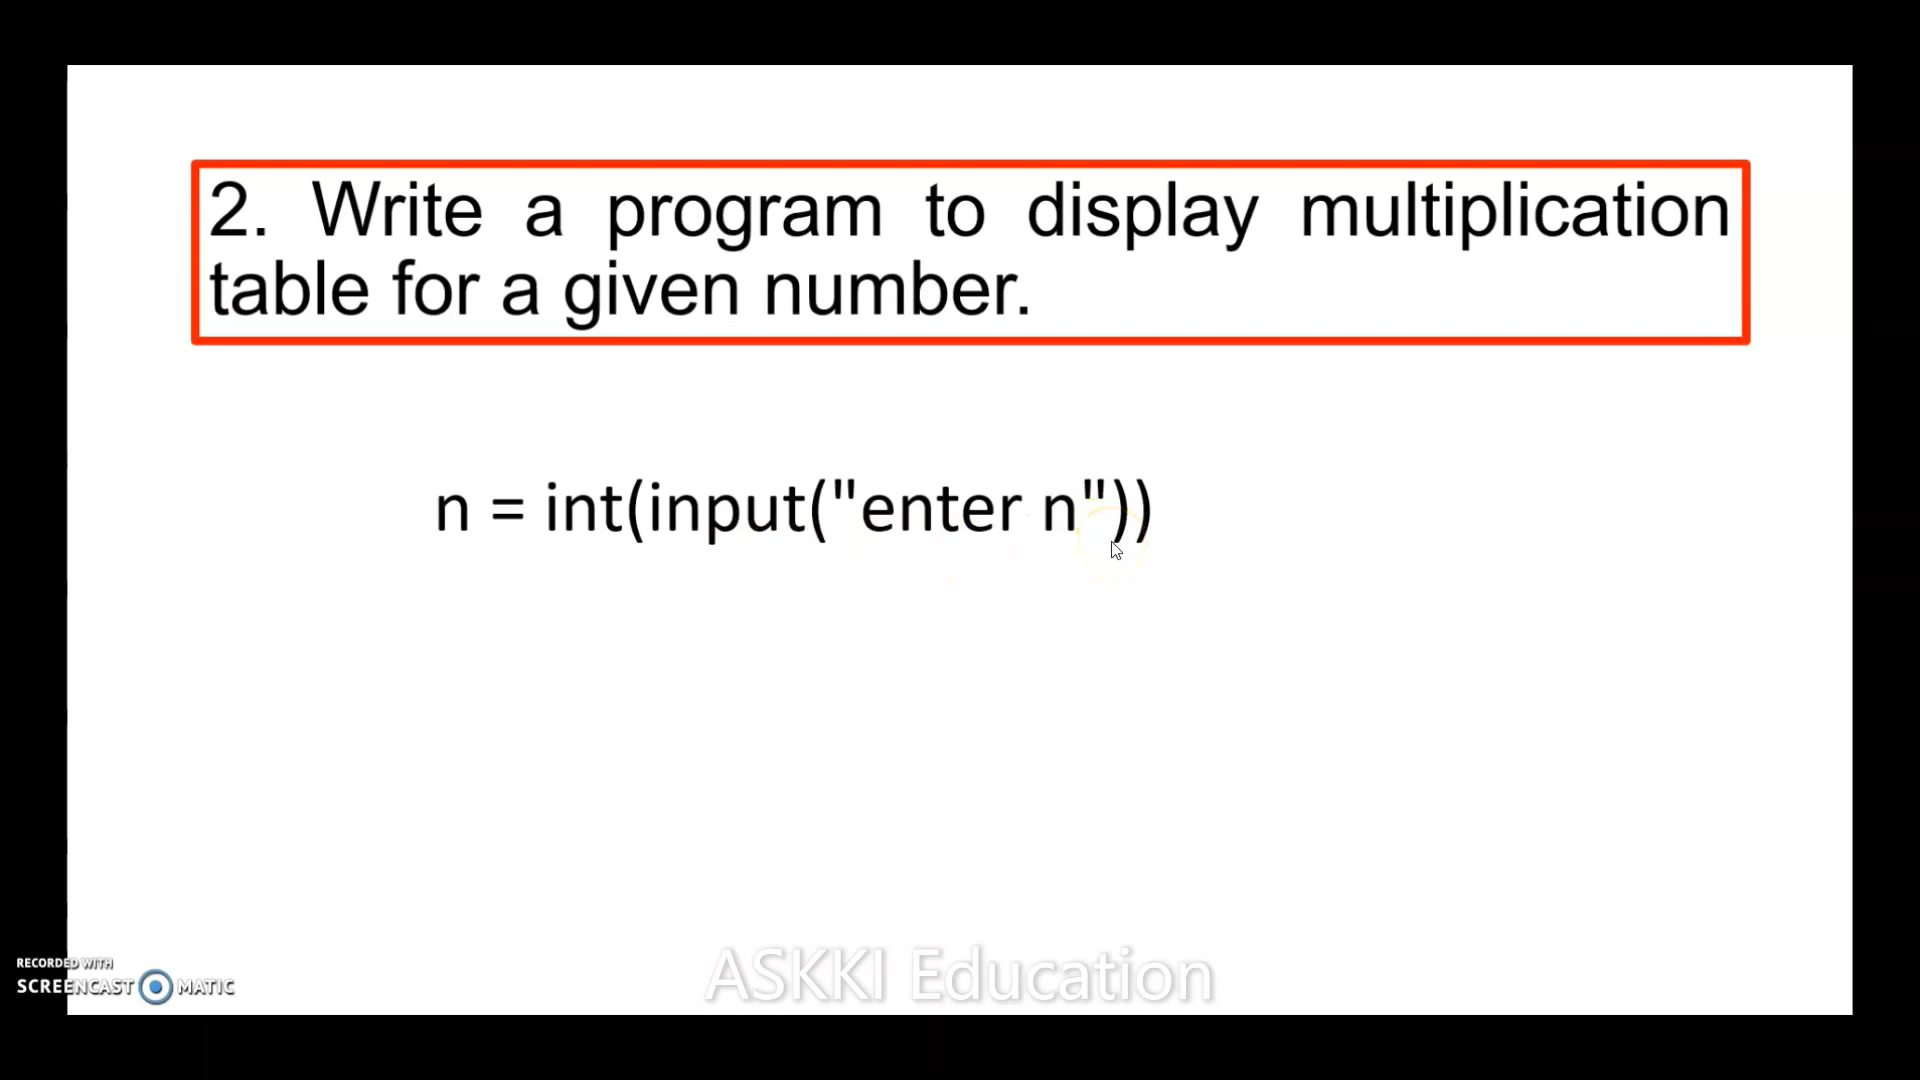 2. Write a program to display multiplication
table for a given number.
n = int(input("enter n"))
ASKKI Education
RECORDED WITH
SCREENCAST MATIC